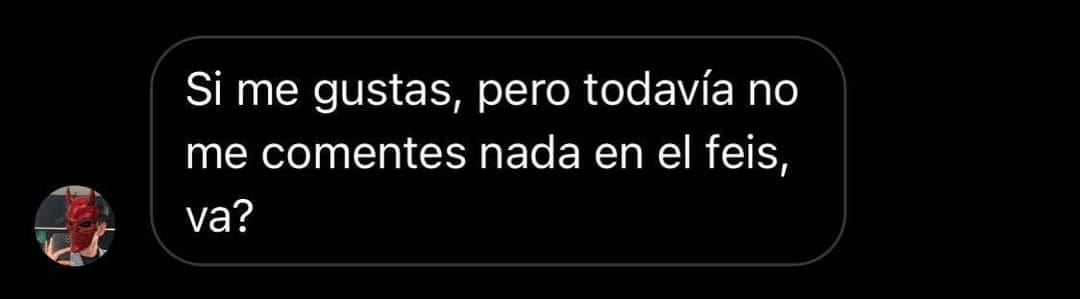 Si me gustas, pero todavía no
me comentes nada en el feis,
va?